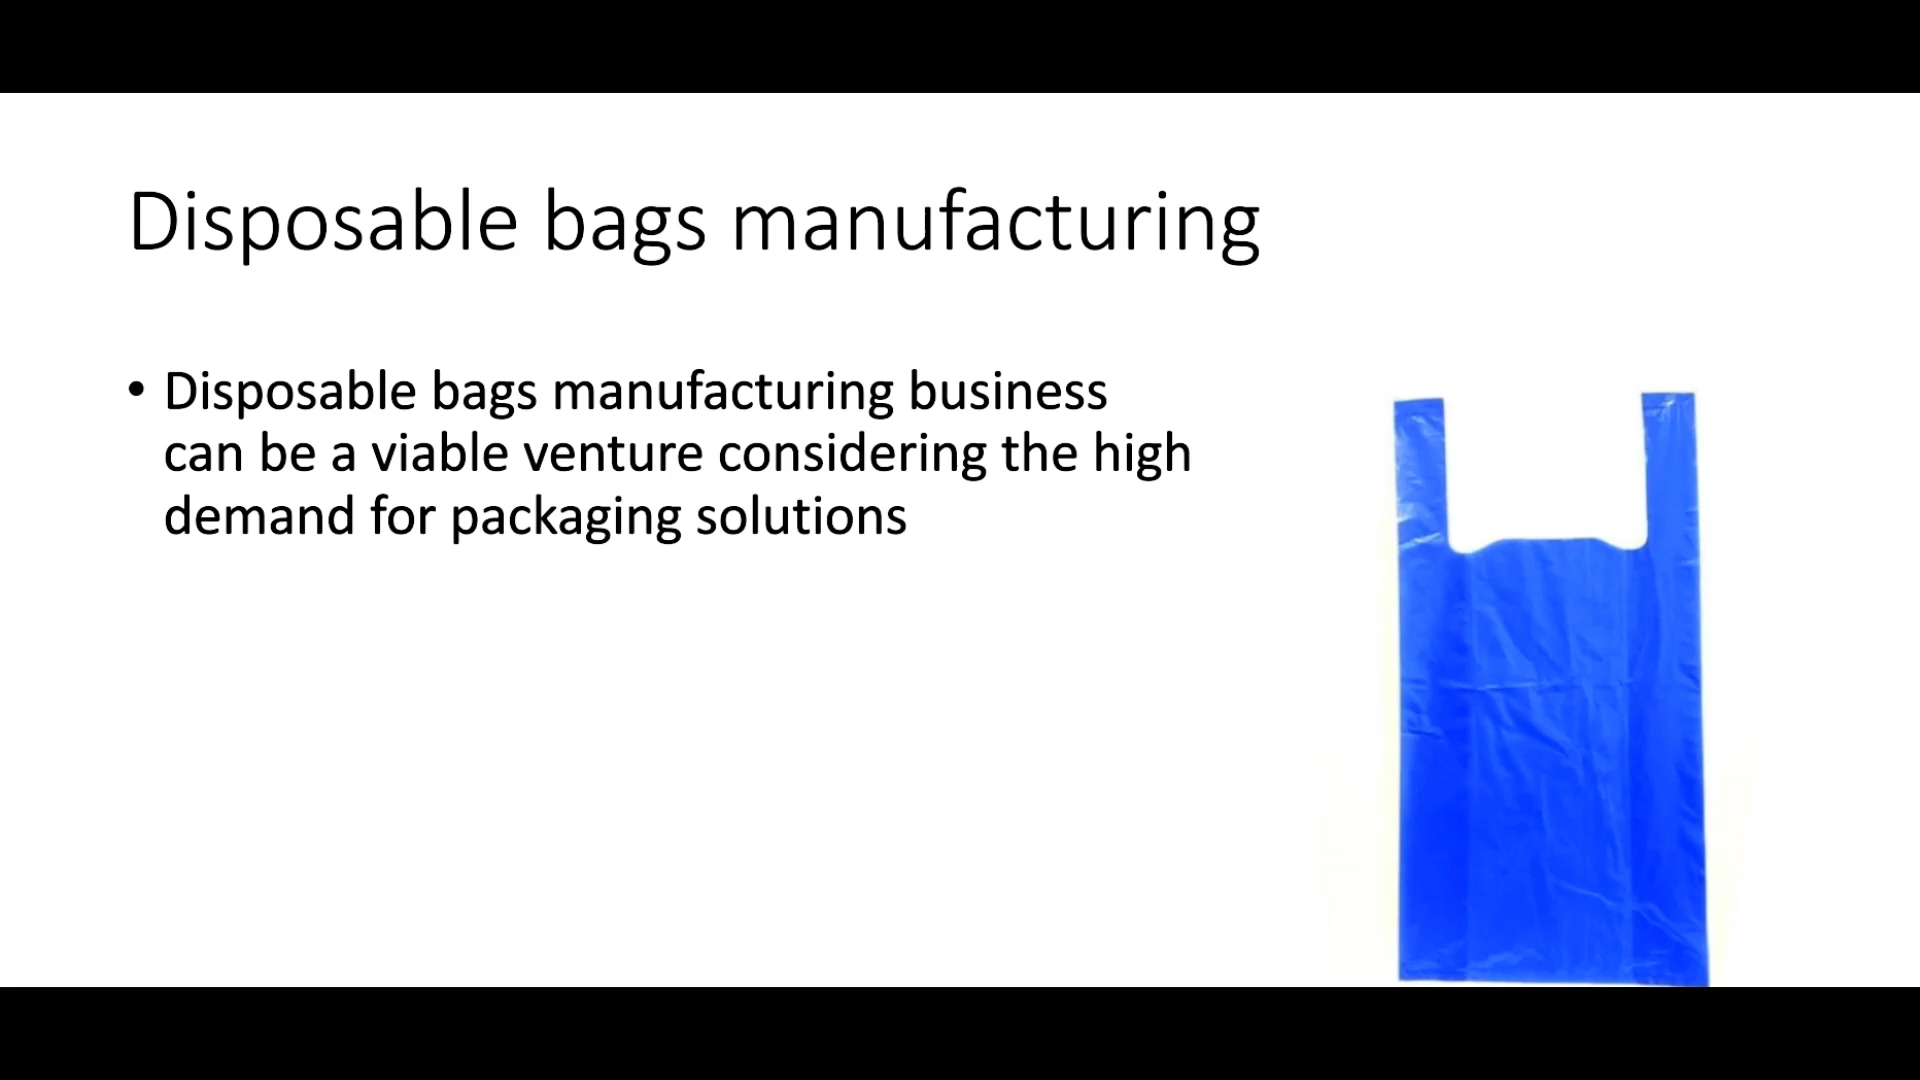 Disposable bags manufacturing
• Disposable bags manufacturing business
can be a viable venture considering the high
demand for packaging solutions